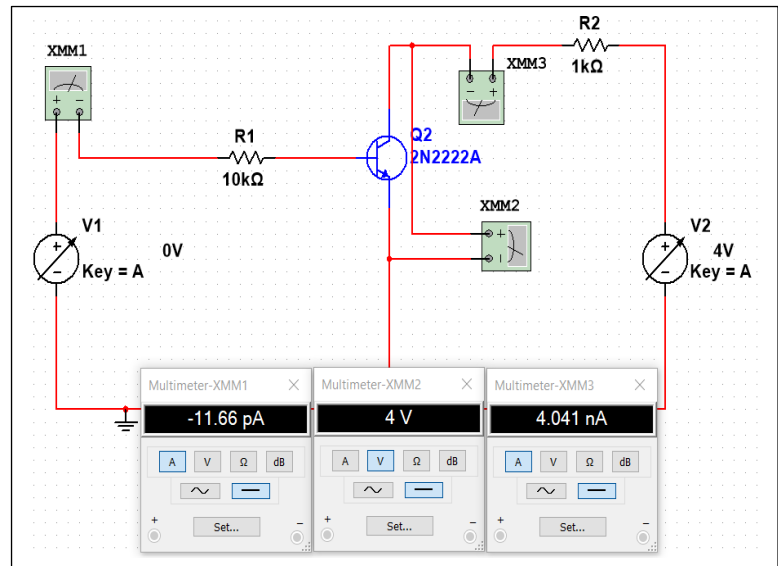 R2
1kΩ
XMM1
XMM3
+ -
- +
R1
10kΩ
Q2
2N2222A
XMM2
+
-
V1
0V
+
-
Key = A
V2
4V
+
-
Key = A
Multimeter-XMM1
-11.66 pA
A V Ω dB
Set...
+ -
Multimeter-XMM2
4 V
A V Ω dB
Set...
+ -
Multimeter-XMM3
4.041 nA
A V Ω dB
Set...
+ -